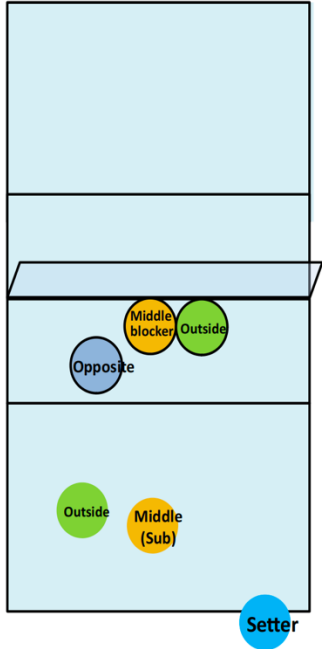 Middle
blocker
Outside
Opposite
Outside
Middle
(Sub)
Setter